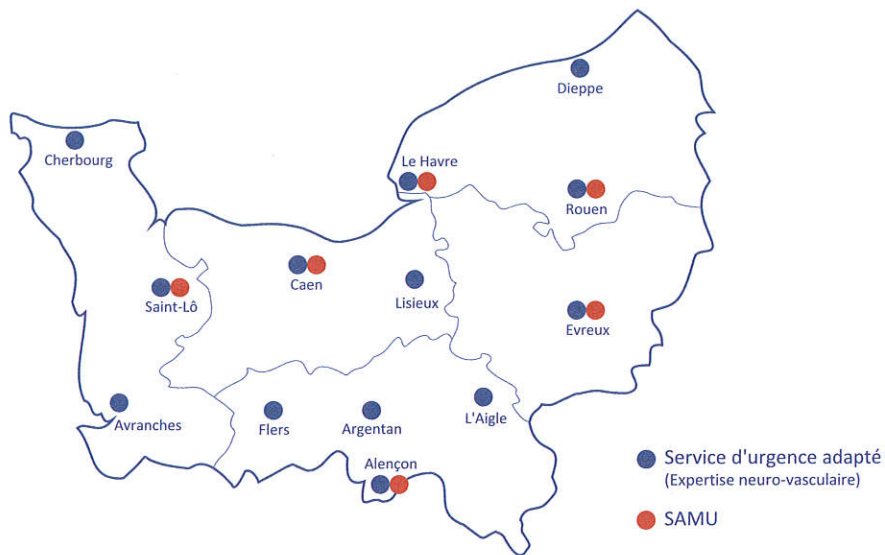 Dieppe
Cherbourg
Le Havre
Rouen
Caen
Saint-Lô
Lisieux
Evreux
Avranches
Flers
Argentan
L'Aigle
Alençon
Service d'urgence adapté
(Expertise neuro-vasculaire)
SAMU